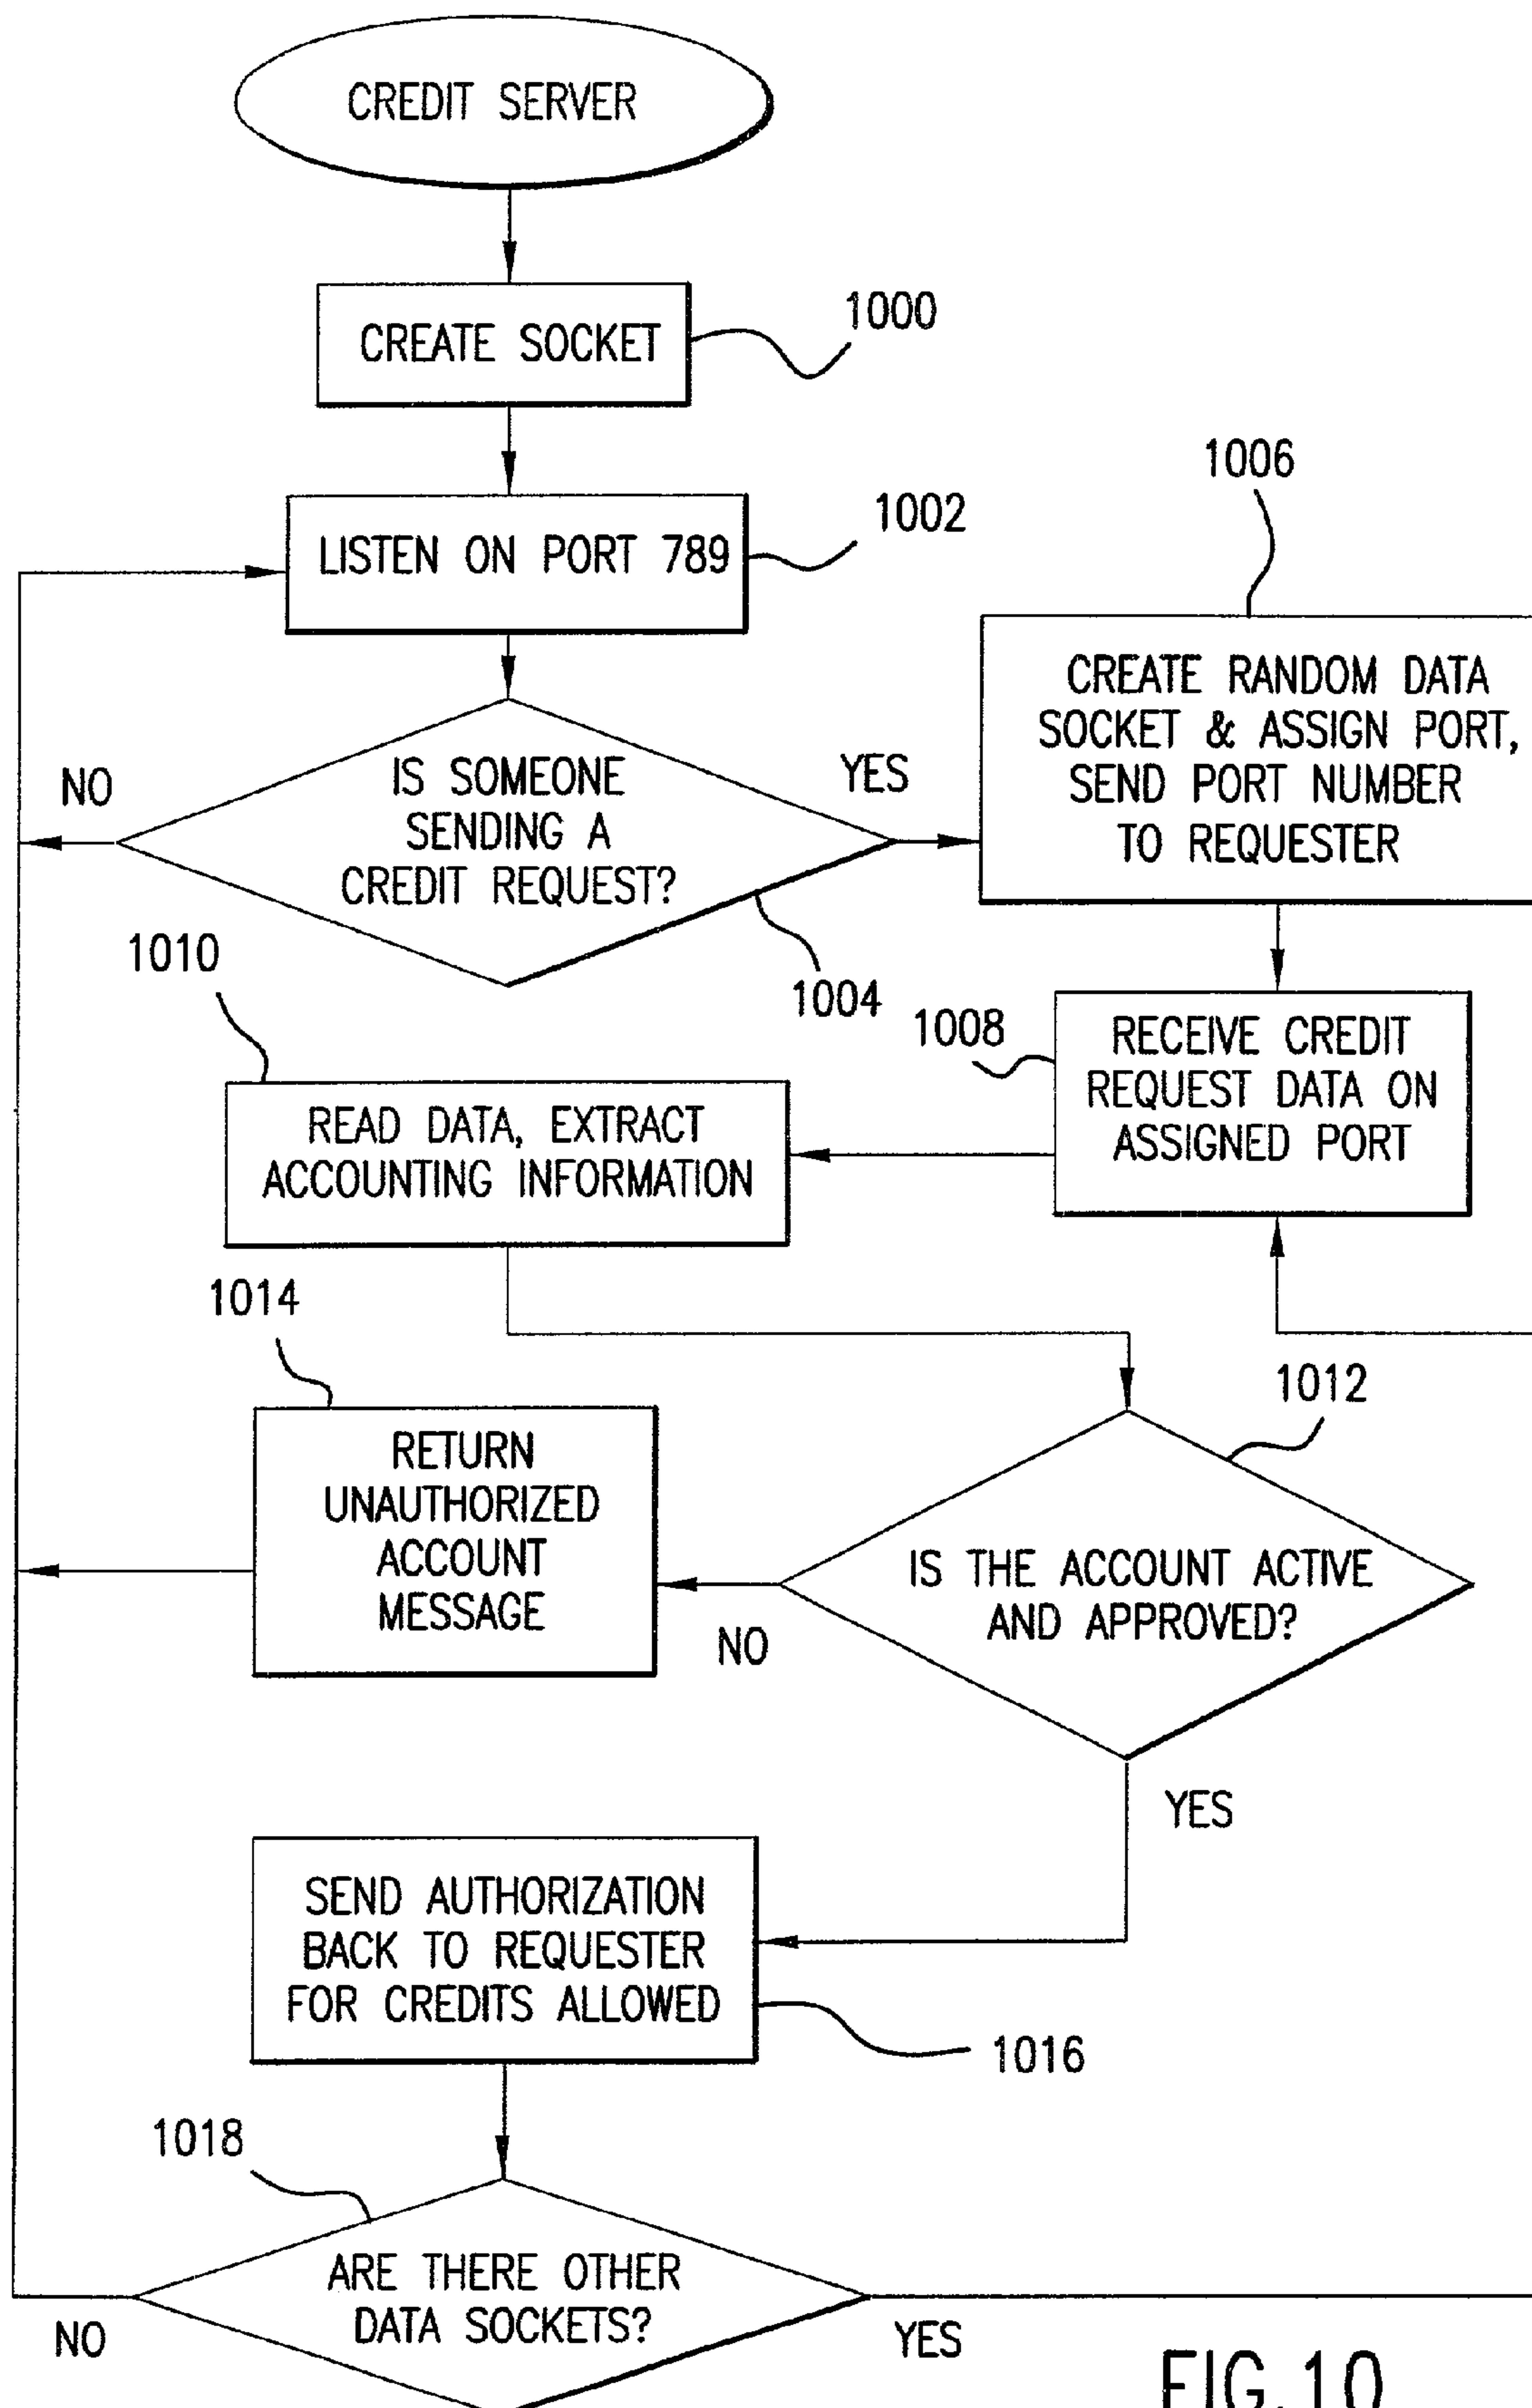 CREDIT SERVER
CREATE SOCKET
1000
LISTEN ON PORT 789
1002
1006
CREATE RANDOM DATA
SOCKET & ASSIGN PORT,
SEND PORT NUMBER
TO REQUESTER
NO
IS SOMEONE
SENDING A
CREDIT REQUEST?
YES
1004
1010
1008
RECEIVE CREDIT
REQUEST DATA ON
ASSIGNED PORT
READ DATA, EXTRACT
ACCOUNTING INFORMATION
1014
1012
RETURN
UNAUTHORIZED
ACCOUNT
MESSAGE
NO
IS THE ACCOUNT ACTIVE
AND APPROVED?
YES
SEND AUTHORIZATION
BACK TO REQUESTER
FOR CREDITS ALLOWED
1016
1018
ARE THERE OTHER
DATA SOCKETS?
NO
YES
FIG.10